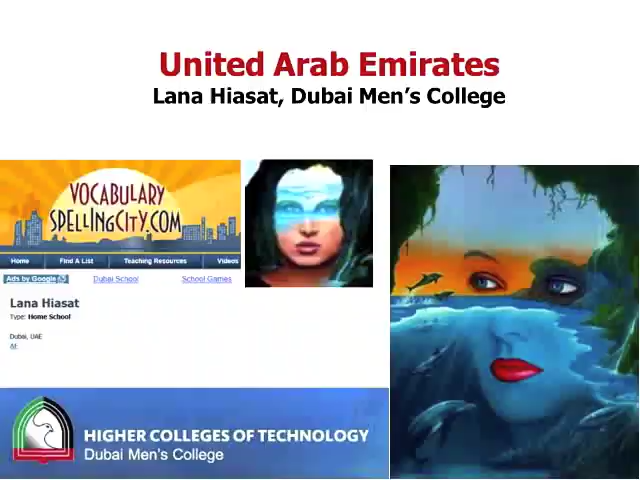 United Arab Emirates
Lana Hiasat, Dubai Men's College
VOCABULARY
SPELLINGCITY.COM
Home Find A List Teaching Resources Videos
Ads by Google Dubai School School Games
Lana Hiasat
Type: Home School
Dubai, UAE
HIGHER COLLEGES OF TECHNOLOGY
Dubai Men's College